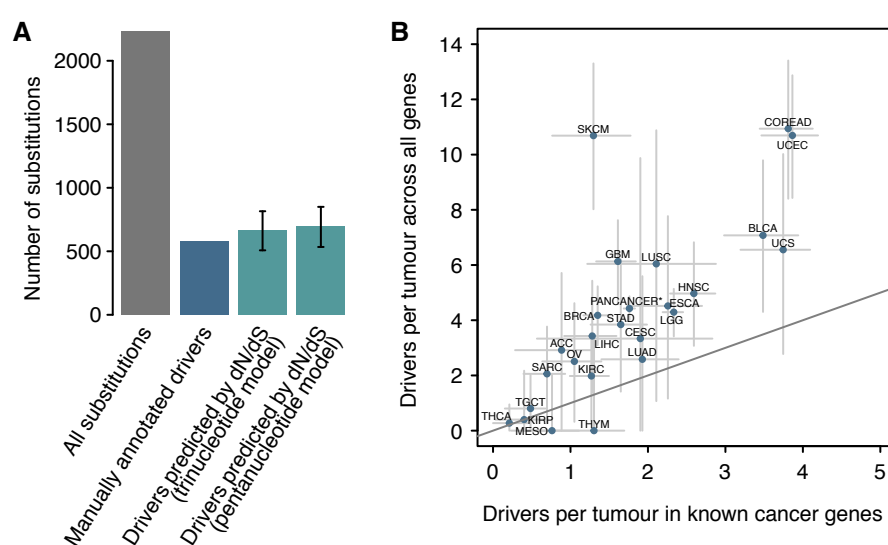 A
Number of substitutions
2000
1500
1000
500
0
All substitutions
Manually annotated drivers
Drivers predicted by dN/dS
(trinucleotide model)
Drivers predicted by dN/dS
(pentanucleotide model)
B
Drivers per tumour across all genes
14
12
10
8
6
4
2
0
SKCM
COREAD
UCEC
BLCA
UCS
GBM
LUSC
HNSC
PANCANCER*
ESCA
BRCA
STAD
LGG
CESC
ACC
LIHC
OV
LUAD
SARC
KIRC
TGCT
THCA
KIRP
MESO
THYM
0 1 2 3 4 5
Drivers per tumour in known cancer genes